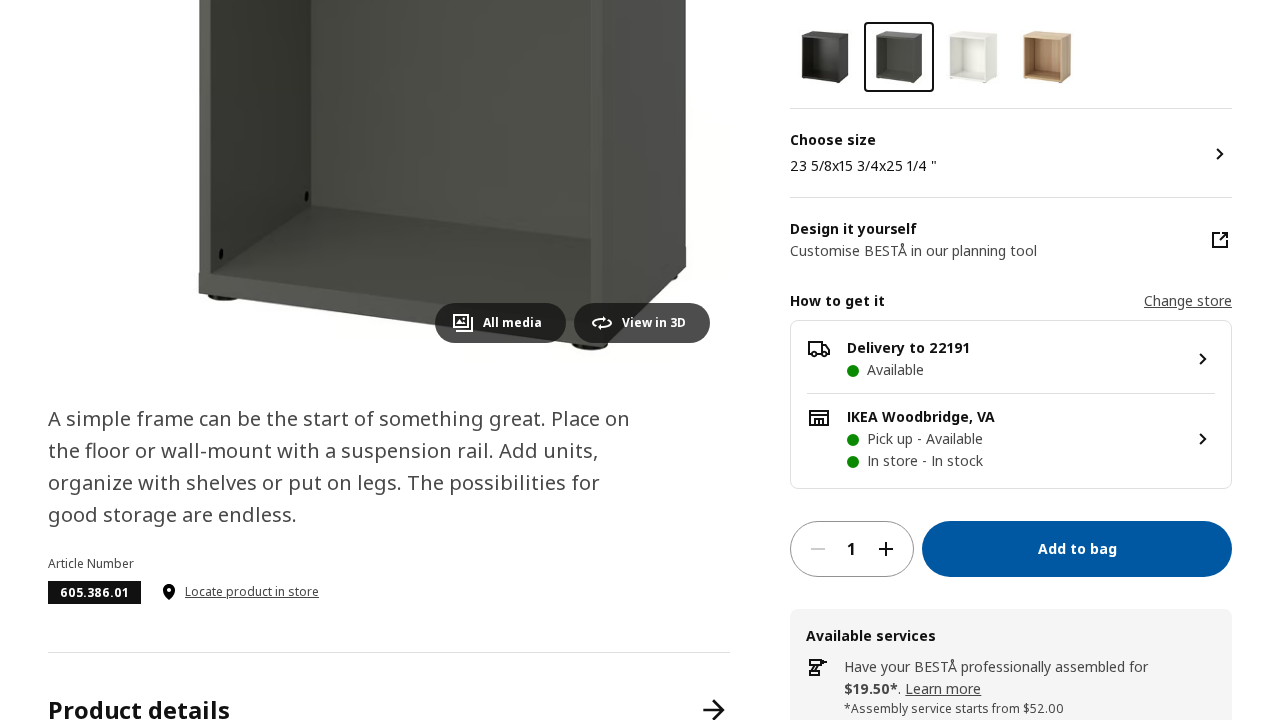 All media
View in 3D
A simple frame can be the start of something great. Place on
the floor or wall-mount with a suspension rail. Add units,
organize with shelves or put on legs. The possibilities for
good storage are endless.
Article Number
605.386.01
Locate product in store
Product details
Choose size
23 5/8x15 3/4x25 1/4 "
Design it yourself
Customise BESTÅ in our planning tool
How to get it
Change store
Delivery to 22191
Available
IKEA Woodbridge, VA
Pick up - Available
In store - In stock
1
Add to bag
Available services
Have your BESTÅ professionally assembled for
$19.50*. Learn more
*Assembly service starts from $52.00